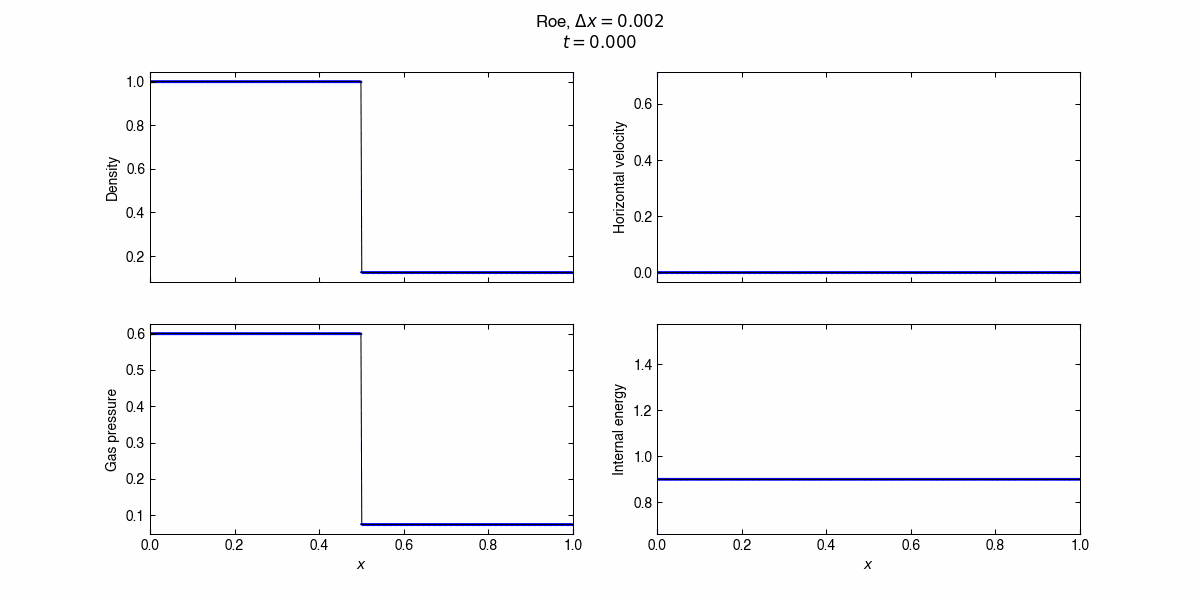 Roe, Δx = 0.002
t = 0.000
1.0
0.8
0.6
0.4
0.2
Density
0.6
0.4
0.2
0.0
Horizontal velocity
0.6
0.5
0.4
0.3
0.2
0.1
Gas pressure
0.0 0.2 0.4 0.6 0.8 1.0
x
1.4
1.2
1.0
0.8
Internal energy
0.0 0.2 0.4 0.6 0.8 1.0
x